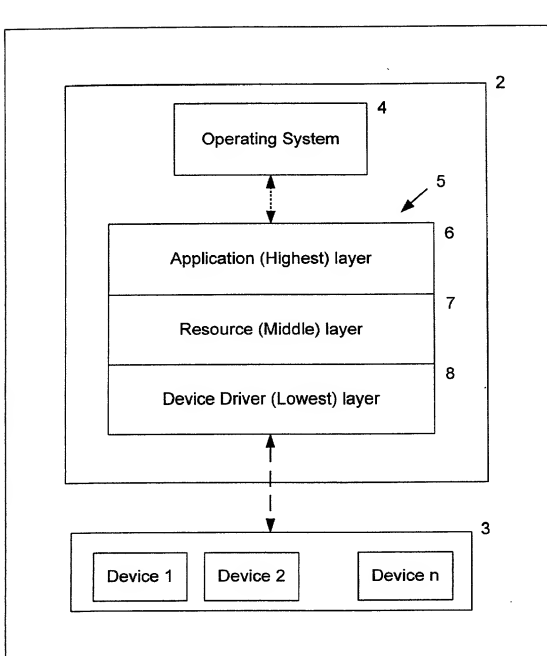 2
4
Operating System
5
6
Application (Highest) layer
7
Resource (Middle) layer
8
Device Driver (Lowest) layer
3
Device 1 Device 2 Device n